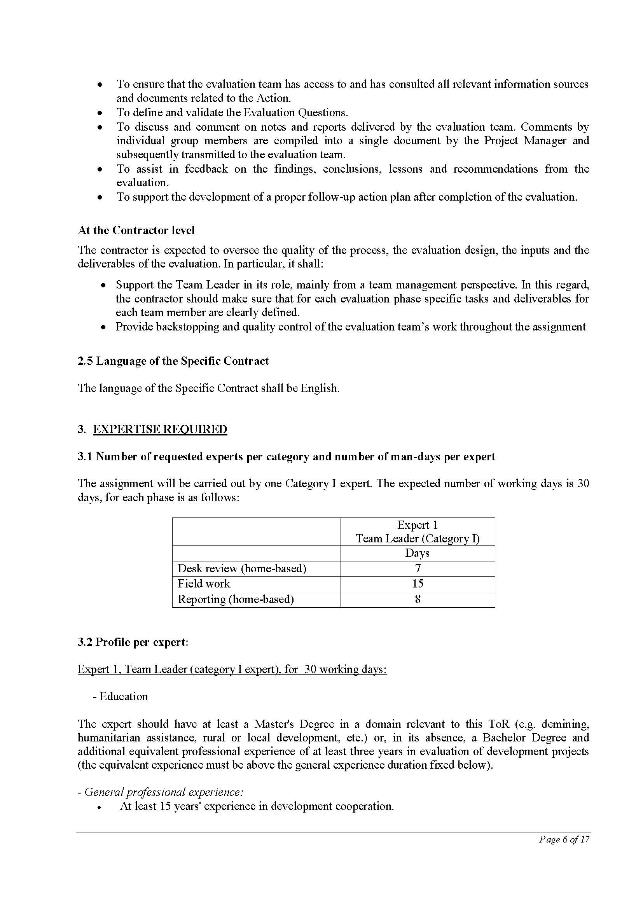 • To ensure that the evaluation team has access to and has consulted all relevant information sources
and documents related to the Action.
• To define and validate the Evaluation Questions.
• To discuss and comment on notes and reports delivered by the evaluation team. Comments by
individual group members are compiled into a single document by the Project Manager and
subsequently transmitted to the evaluation team.
• To assist in feedback on the findings, conclusions, lessons and recommendations from the
evaluation.
• To support the development of a proper follow-up action plan after completion of the evaluation.
At the Contractor level
The contractor is expected to oversee the quality of the process, the evaluation design, the inputs and the
deliverables of the evaluation. In particular, it shall:
• Support the Team Leader in its role, mainly from a team management perspective. In this regard,
the contractor should make sure that for each evaluation phase specific tasks and deliverables for
each team member are clearly defined.
• Provide backstopping and quality control of the evaluation team's work throughout the assignment
2.5 Language of the Specific Contract
The language of the Specific Contract shall be English.
3. EXPERTISE REQUIRED
3.1 Number of requested experts per category and number of man-days per expert
The assignment will be carried out by one Category I expert. The expected number of working days is 30
days, for each phase is as follows:
Expert 1
Team Leader (Category I)
Days
Desk review (home-based) 7
Field work 15
Reporting (home-based) 8
3.2 Profile per expert:
Expert 1, Team Leader (category I expert), for 30 working days:
- Education
The expert should have at least a Master's Degree in a domain relevant to this ToR (e.g. demining,
humanitarian assistance, rural or local development, etc.) or, in its absence, a Bachelor Degree and
additional equivalent professional experience of at least three years in evaluation of development projects
(the equivalent experience must be above the general experience duration fixed below).
- General professional experience:
• At least 15 years' experience in development cooperation.
Page 6 of 17